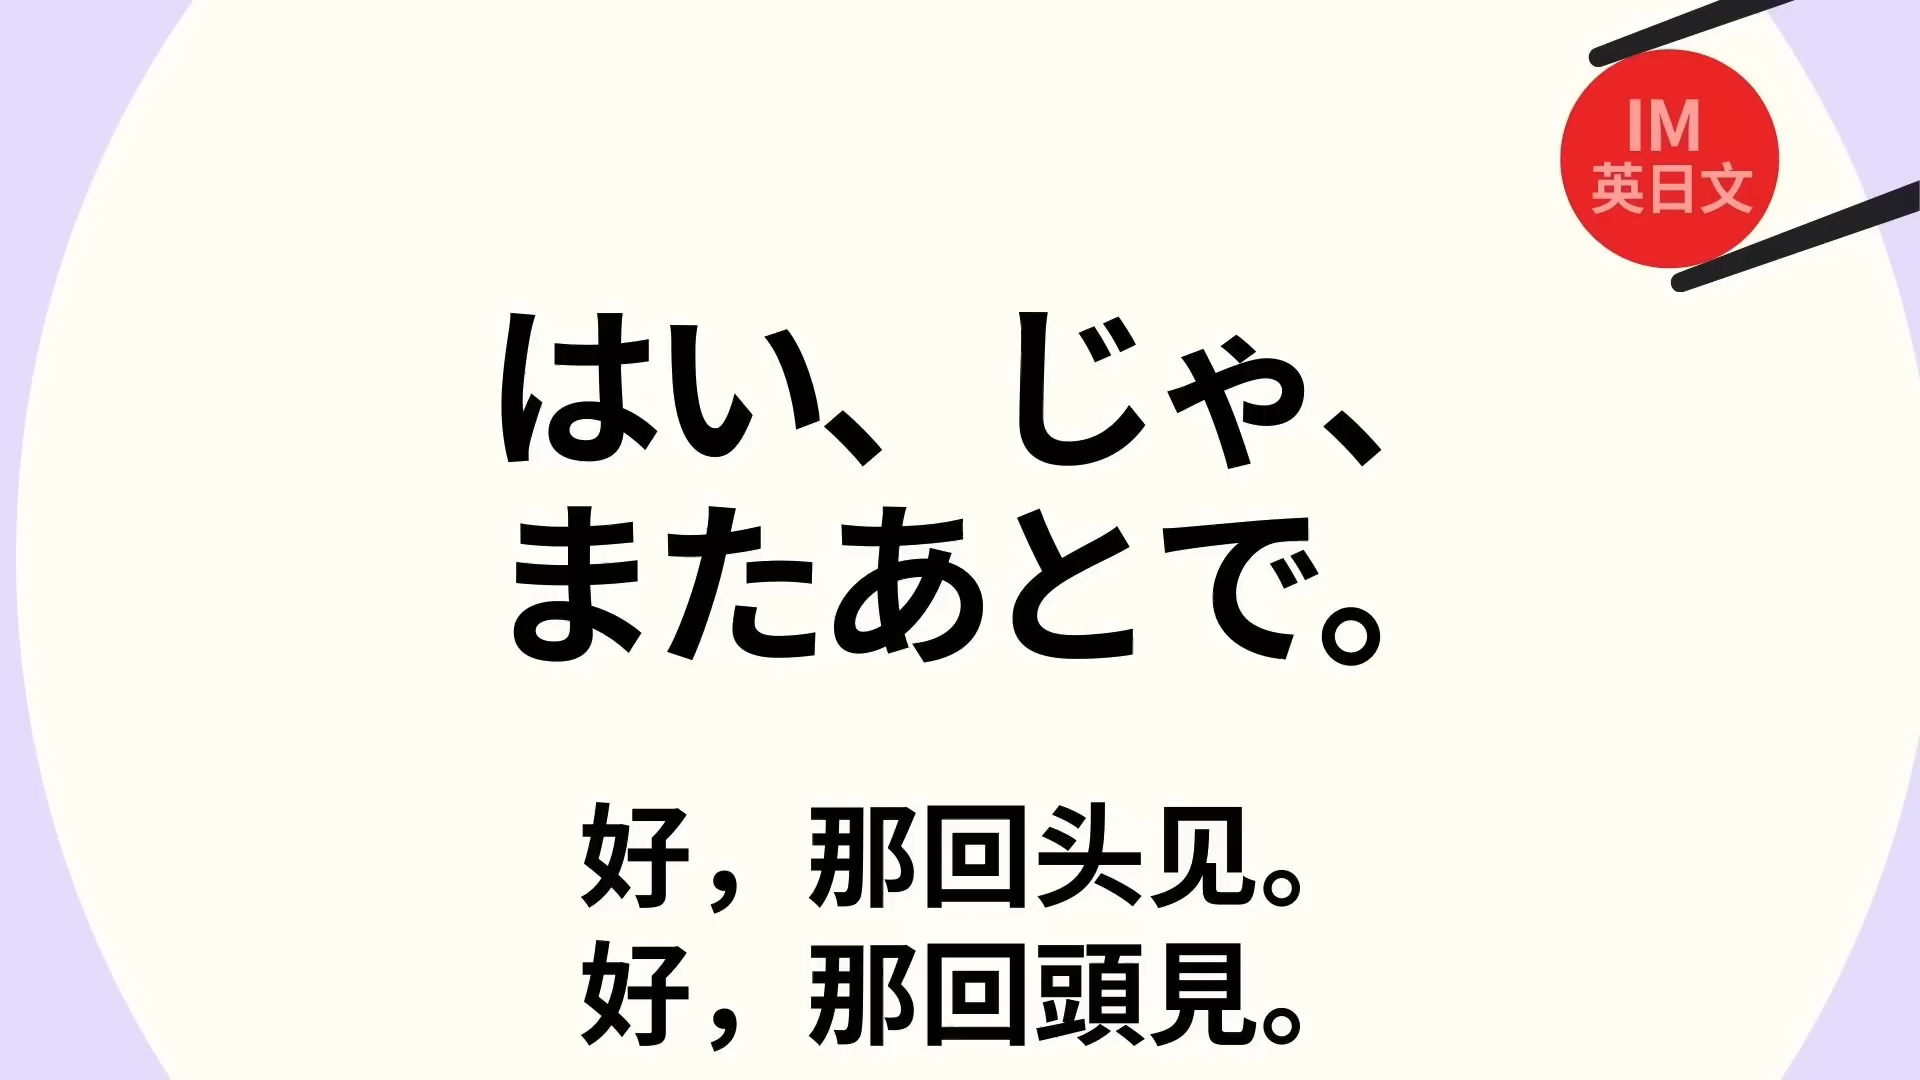 IM
英日文
はい、じゃ、
またあとで。
好，那回头见。
好，那回頭見。